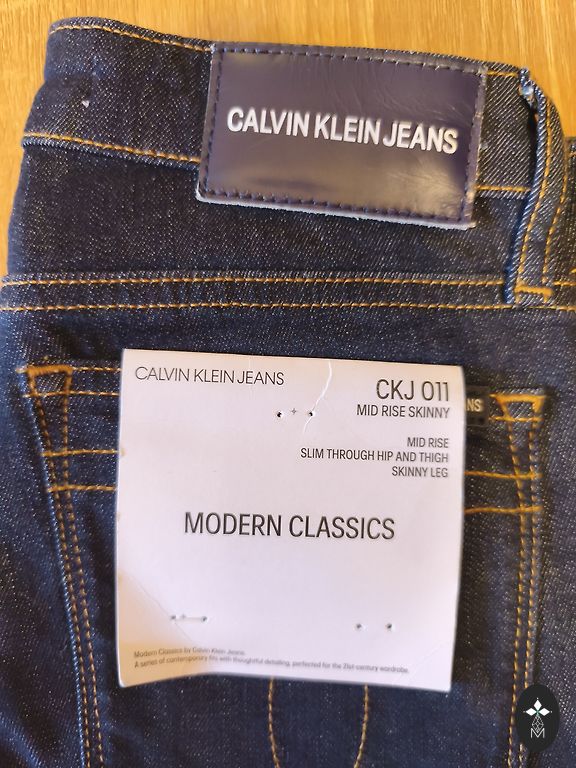 CALVIN KLEIN JEANS
CALVIN KLEIN JEANS
CKJ 011
MID RISE SKINNY
NS
MID RISE
SLIM THROUGH HIP AND THIGH
SKINNY LEG
MODERN CLASSICS
Modern Classics by Calvin Klein Jeans.
A series of contemporary fits with thoughtful detailing, perfected for the 21st century wardrobe.
M